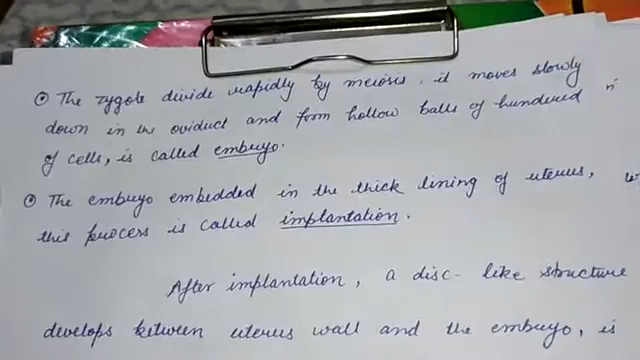 The zygote divide rapidly by meiosis. it moves slowly
down in the oviduct and from hollow balls of hundred
of cells, is called embryo.
The embryo embedded in the thick lining of uterus,
this process is called implantation.
After implantation, a disc- like structure
develops between uterus wall and the embryo, is